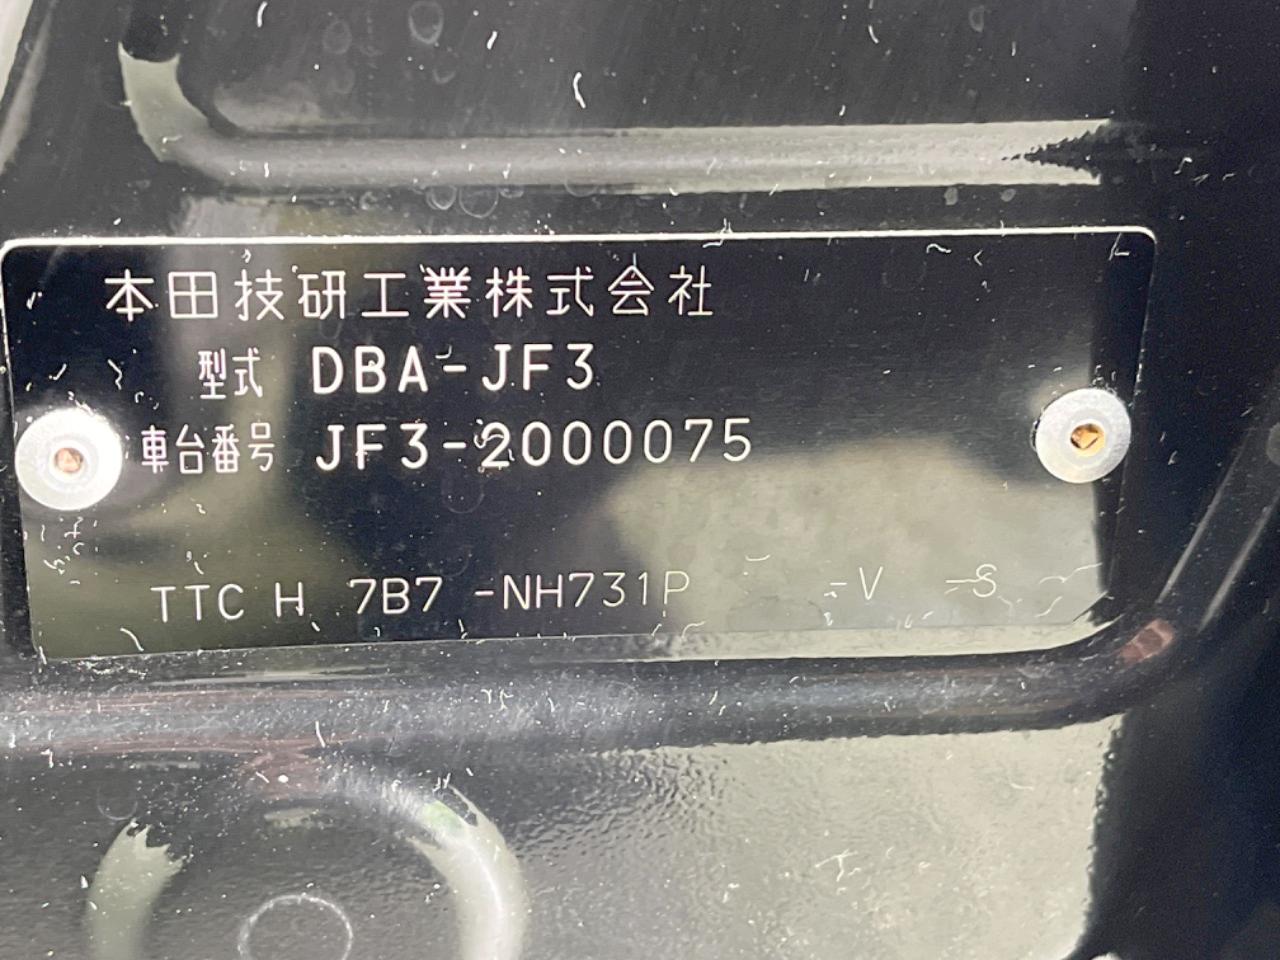 本田技研工業株式会社
型式 DBA-JF3
車台番号 JF3-2000075
TTC H 7B7 -NH731P -V -S